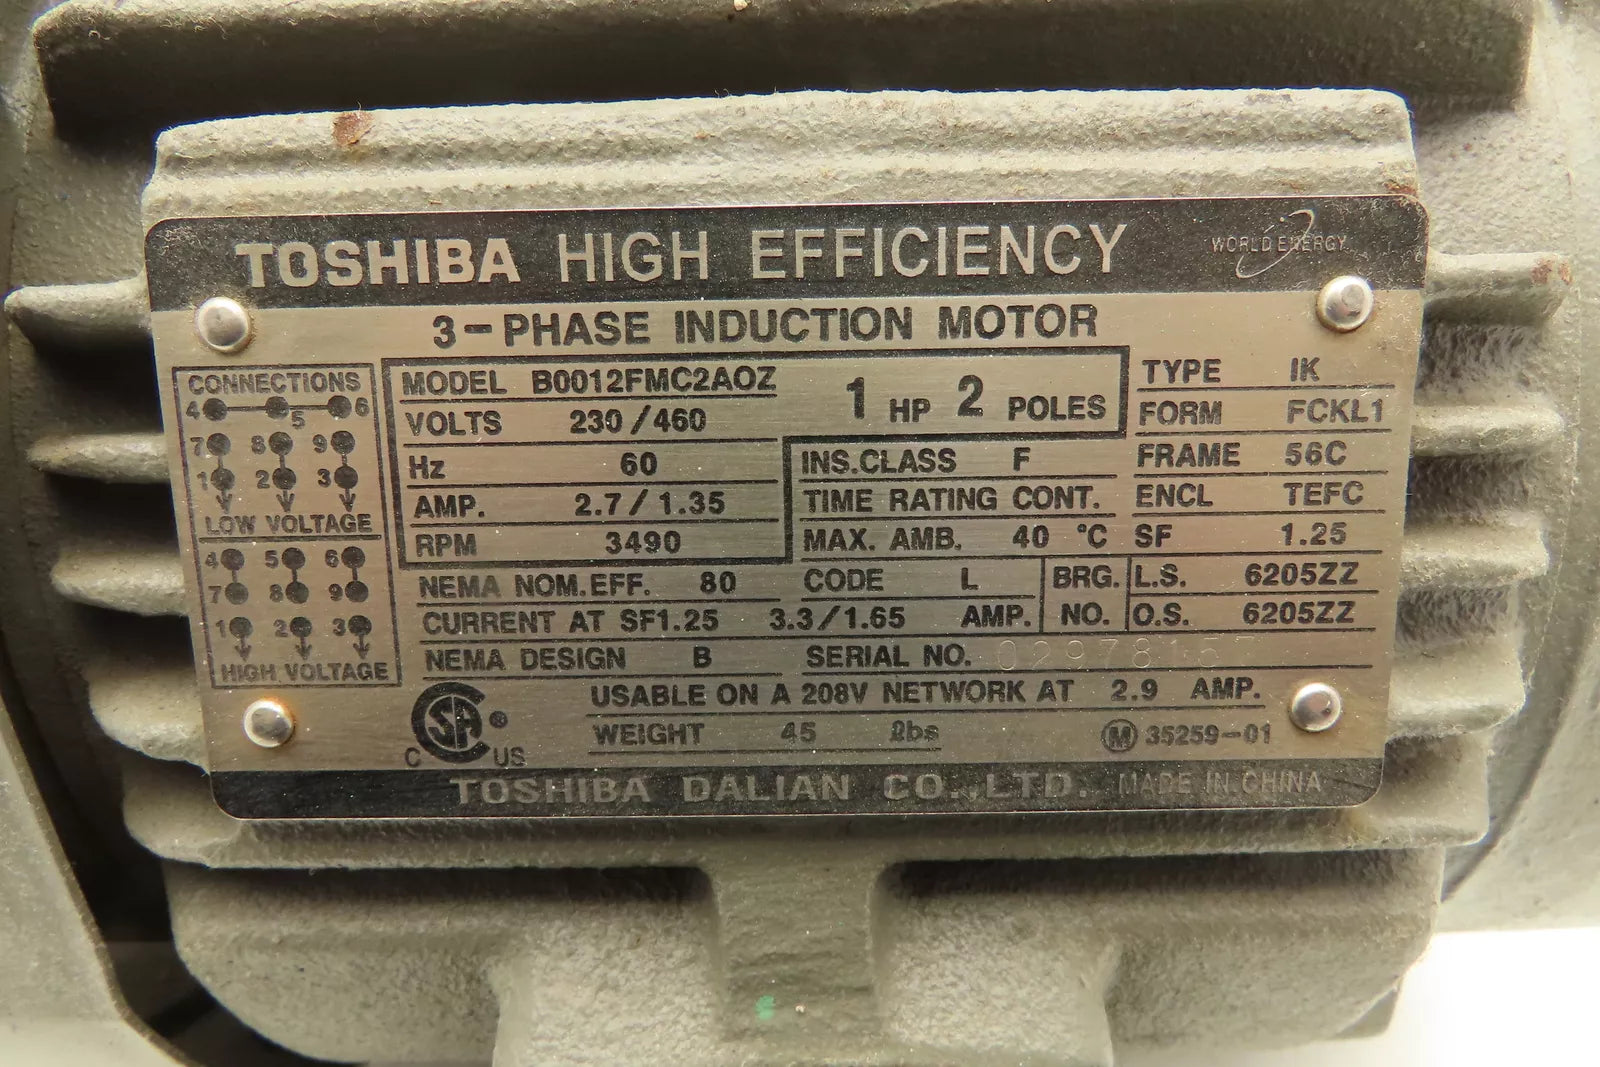 TOSHIBA HIGH EFFICIENCY
WORLD ENERGY
3-PHASE INDUCTION MOTOR
CONNECTIONS
4 5 6
7 8 9
1 2 3
LOW VOLTAGE
4 5 6
7 8 9
1 2 3
HIGH VOLTAGE
MODEL B0012FMC2AOZ
1 HP 2 POLES
VOLTS 230/460
Hz 60
AMP. 2.7/1.35
RPM 3490
INS.CLASS F
TIME RATING CONT.
MAX. AMB. 40 °C
TYPE IK
FORM FCKL1
FRAME 56C
ENCL TEFC
SF 1.25
NEMA NOM.EFF. 80
CODE L
BRG. NO.
L.S. 6205ZZ
O.S. 6205ZZ
CURRENT AT SF1.25 3.3/1.65 AMP.
NEMA DESIGN B
SERIAL NO.
USABLE ON A 208V NETWORK AT 2.9 AMP.
WEIGHT 45 ℓbs
M 35259-01
C SA ® US
TOSHIBA DALIAN CO.,LTD. MADE IN CHINA